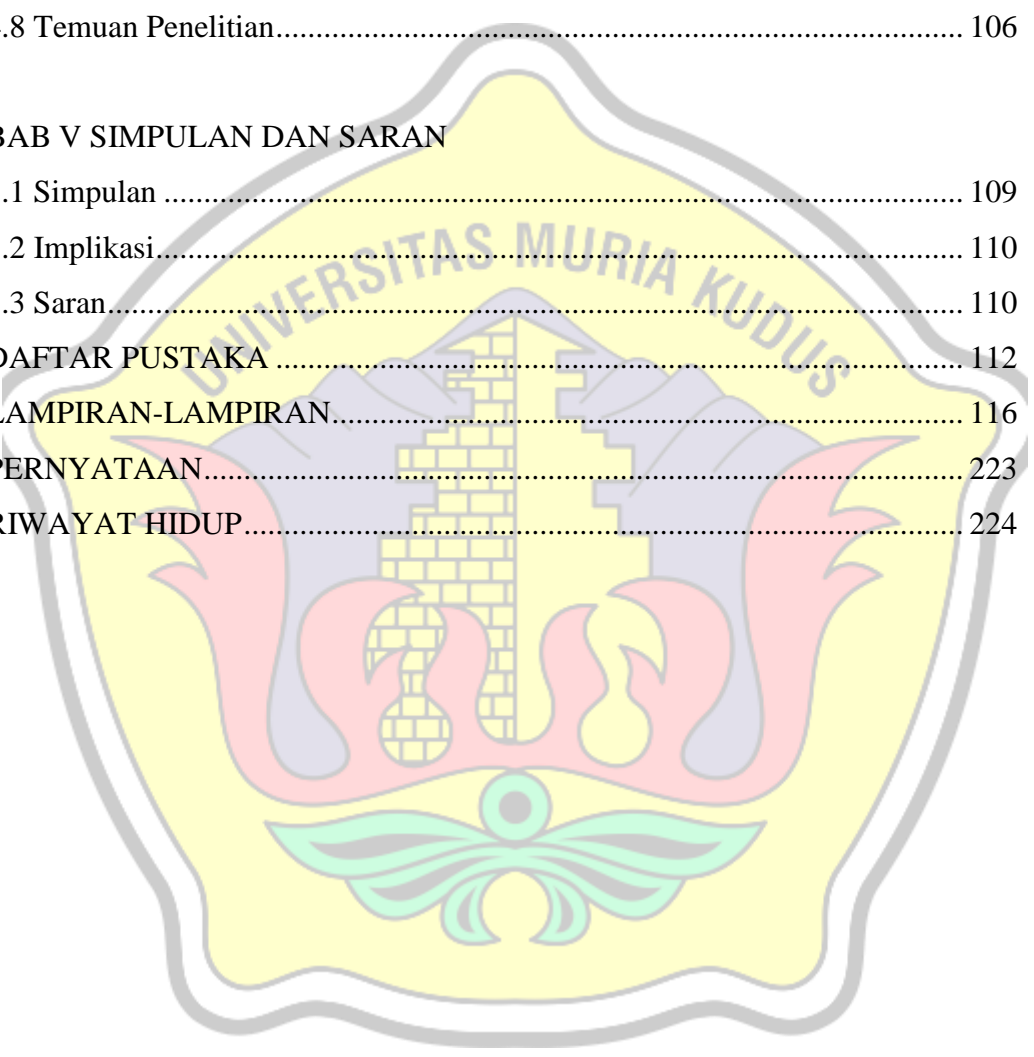 .8 Temuan Penelitian.......................................................................................... 106
BAB V SIMPULAN DAN SARAN
.1 Simpulan ........................................................................................................ 109
.2 Implikasi......................................................................................................... 110
.3 Saran............................................................................................................... 110
DAFTAR PUSTAKA ......................................................................................... 112
LAMPIRAN-LAMPIRAN.................................................................................. 116
PERNYATAAN.................................................................................................. 223
RIWAYAT HIDUP............................................................................................. 224
UNIVERSITAS MURIA KUDUS